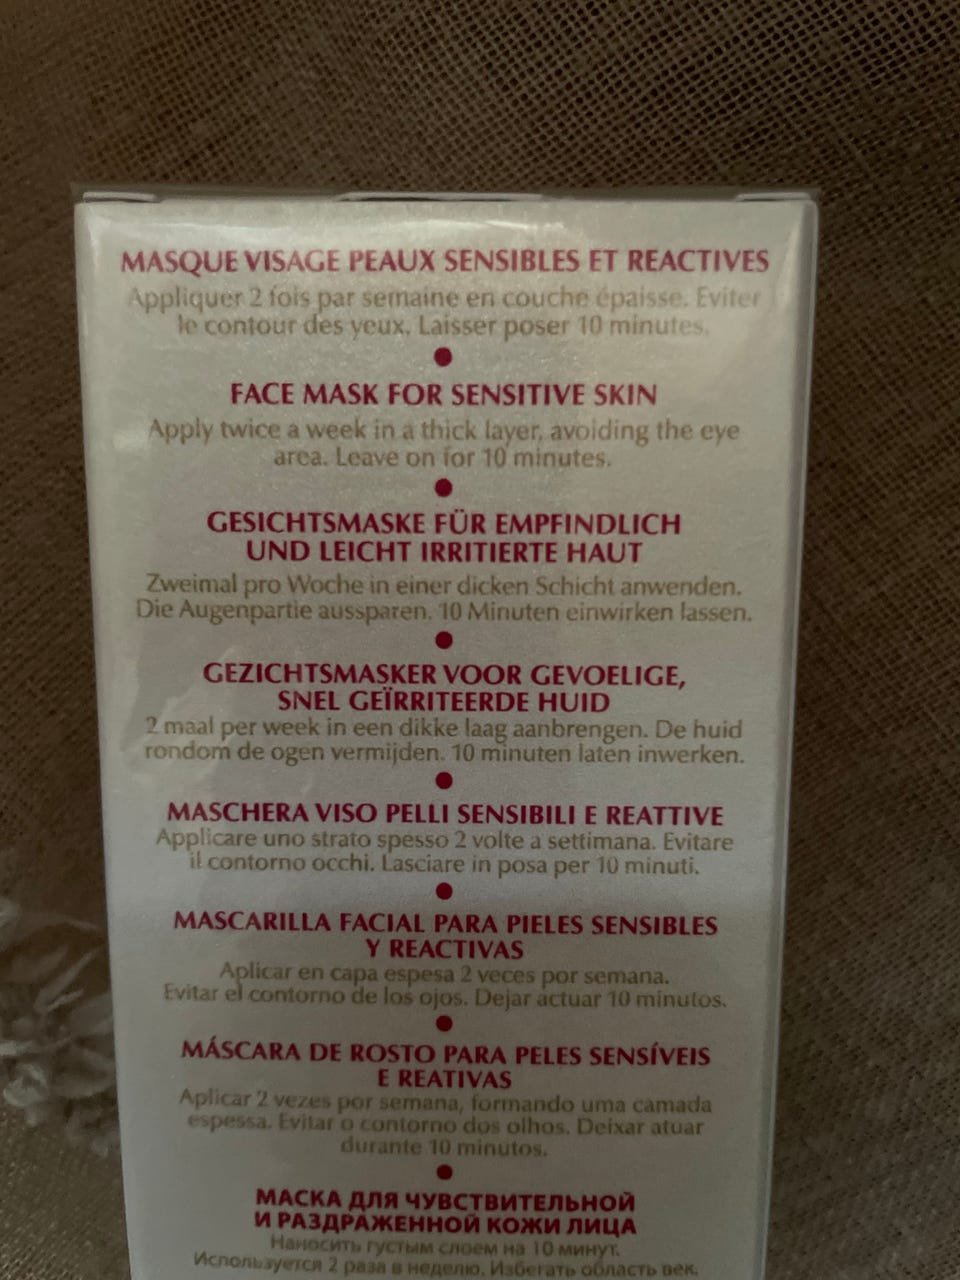 MASQUE VISAGE PEAUX SENSIBLES ET REACTIVES
Appliquer 2 fois par semaine en couche épaisse. Eviter
le contour des yeux. Laisser poser 10 minutes.
FACE MASK FOR SENSITIVE SKIN
Apply twice a week in a thick layer, avoiding the eye
area. Leave on for 10 minutes.
GESICHTSMASKE FÜR EMPFINDLICH
UND LEICHT IRRITIERTE HAUT
Zweimal pro Woche in einer dicken Schicht anwenden.
Die Augenpartie aussparen. 10 Minuten einwirken lassen.
GEZICHTSMASKER VOOR GEVOELIGE,
SNEL GEÏRRITEERDE HUID
2 maal per week in een dikke laag aanbrengen. De huid
rondom de ogen vermijden. 10 minuten laten inwerken.
MASCHERA VISO PELLI SENSIBILI E REATTIVE
Applicare uno strato spesso 2 volte a settimana. Evitare
il contorno occhi. Lasciare in posa per 10 minuti.
MASCARILLA FACIAL PARA PIELES SENSIBLES
Y REACTIVAS
Aplicar en capa espesa 2 veces por semana.
Evitar el contorno de los ojos. Dejar actuar 10 minutos.
MÁSCARA DE ROSTO PARA PELES SENSÍVEIS
E REATIVAS
Aplicar 2 vezes por semana, formando uma camada
espessa. Evitar o contorno dos olhos. Deixar atuar
durante 10 minutos.
МАСКА ДЛЯ ЧУВСТВИТЕЛЬНОЙ
И РАЗДРАЖЕННОЙ КОЖИ ЛИЦА
Наносить густым слоем на 10 минут.
Используется 2 раза в неделю. Избегать область век.